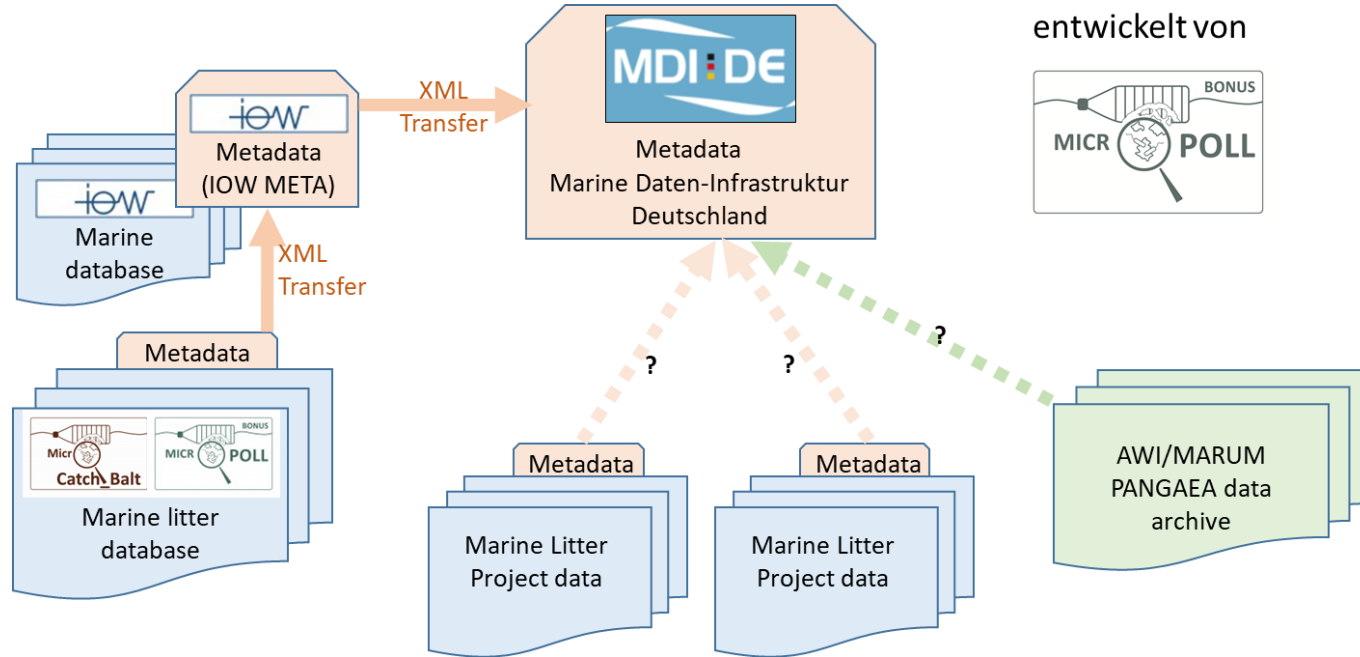 entwickelt von
BONUS
MICR POLL
MDI:DE
Metadata
Marine Daten-Infrastruktur
Deutschland
XML
Transfer
iow
Metadata
(IOW META)
iow
Marine
database
XML
Transfer
Metadata
Micr
Catch_Balt
BONUS
MICR POLL
Marine litter
database
?
?
?
Metadata
Marine Litter
Project data
Metadata
Marine Litter
Project data
AWI/MARUM
PANGAEA data
archive